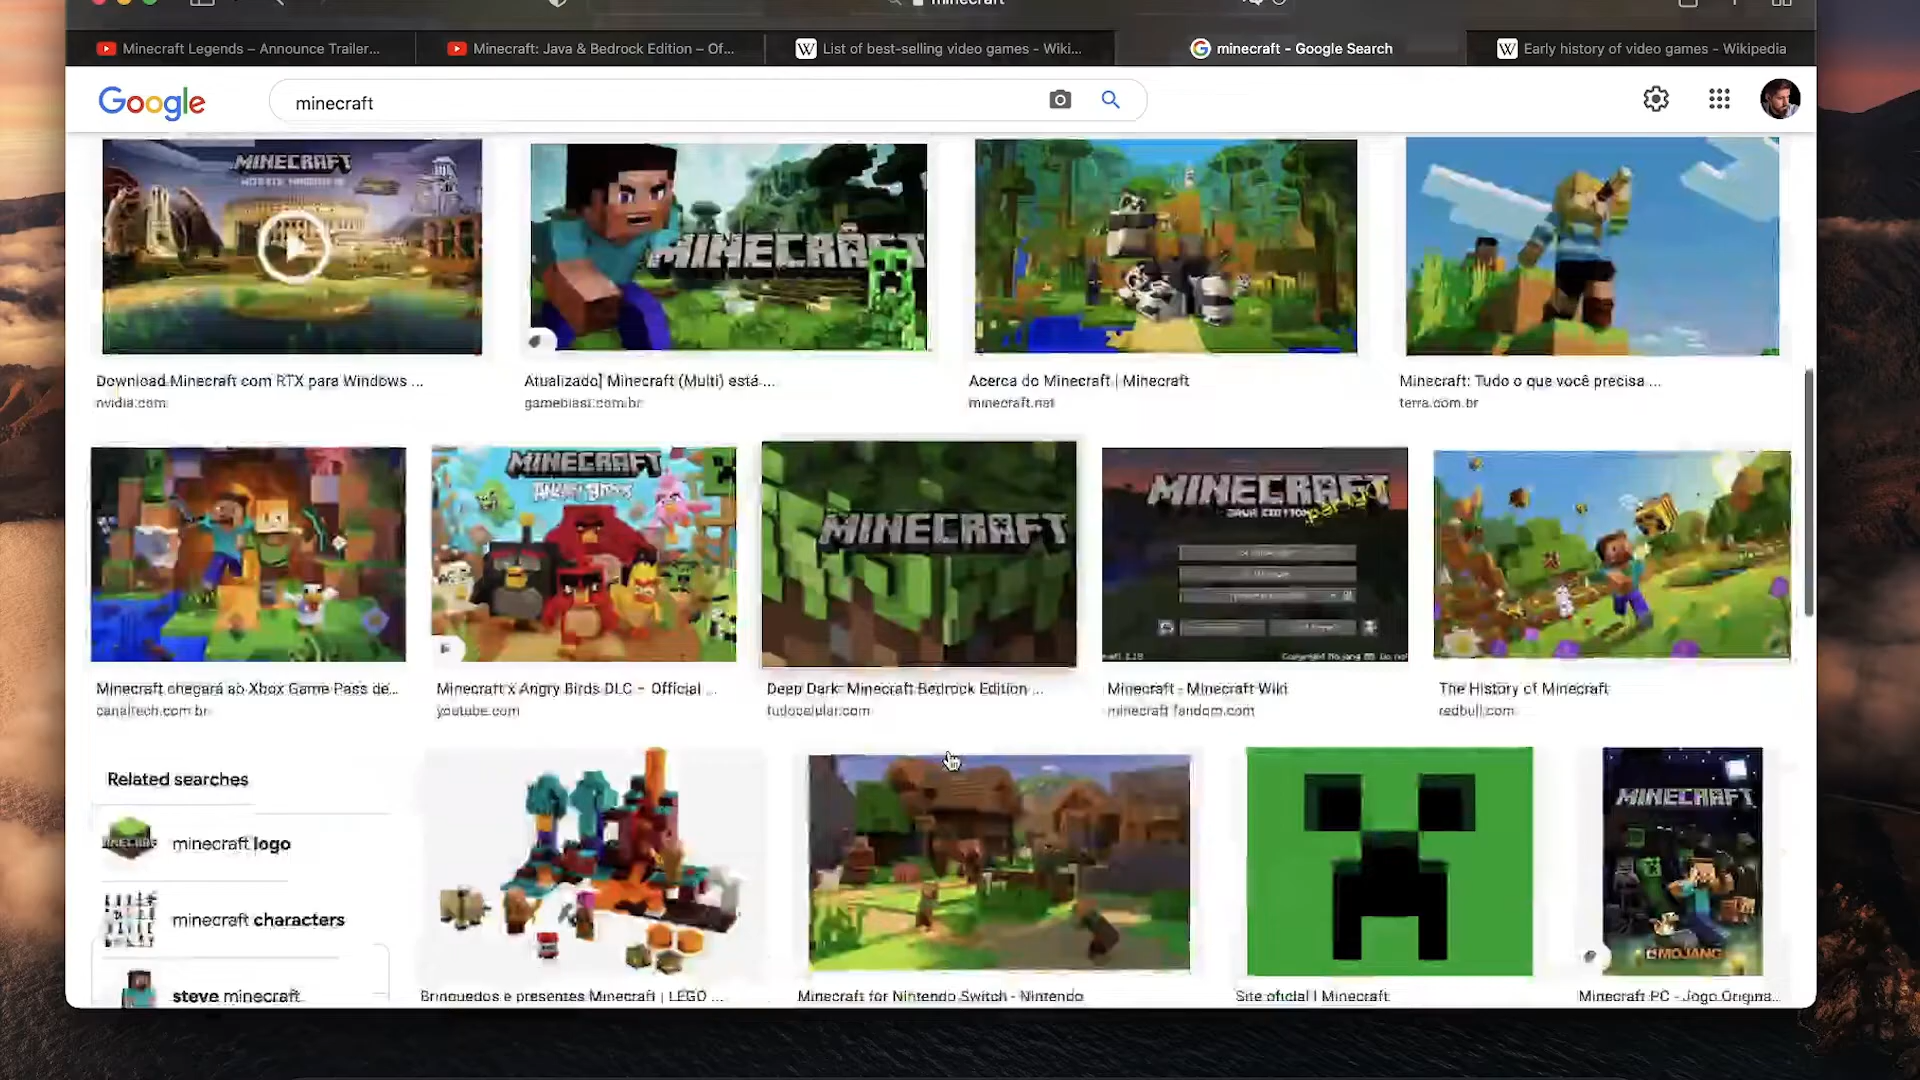 minecraft
Minecraft Legends – Announce Trailer...
Minecraft: Java & Bedrock Edition – Of...
List of best-selling video games - Wiki...
minecraft - Google Search
Early history of video games - Wikipedia
Google
minecraft
MINECRAFT
MINECRAFT
Download Minecraft com RTX para Windows ...
nvidia.com
Atualizado] Minecraft (Multi) está ...
gameblast.com.br
Acerca do Minecraft | Minecraft
minecraft.net
Minecraft: Tudo o que você precisa ...
terra.com.br
MINECRAFT
ANGRY BIRDS
MINECRAFT
MINECRAFT
JAVA EDITION
Minecraft chegará ao Xbox Game Pass de...
canaltech.com.br
Minecraft x Angry Birds DLC - Official ...
youtube.com
Deep Dark: Minecraft Bedrock Edition ...
tudocelular.com
Minecraft - Minecraft Wiki
minecraft.fandom.com
The History of Minecraft
redbull.com
Related searches
minecraft logo
minecraft characters
steve minecraft
MINECRAFT
MOJANG
Brinquedos e presentes Minecraft | LEGO ...
Minecraft for Nintendo Switch - Nintendo
Site oficial | Minecraft
Minecraft PC - Jogo Origina...